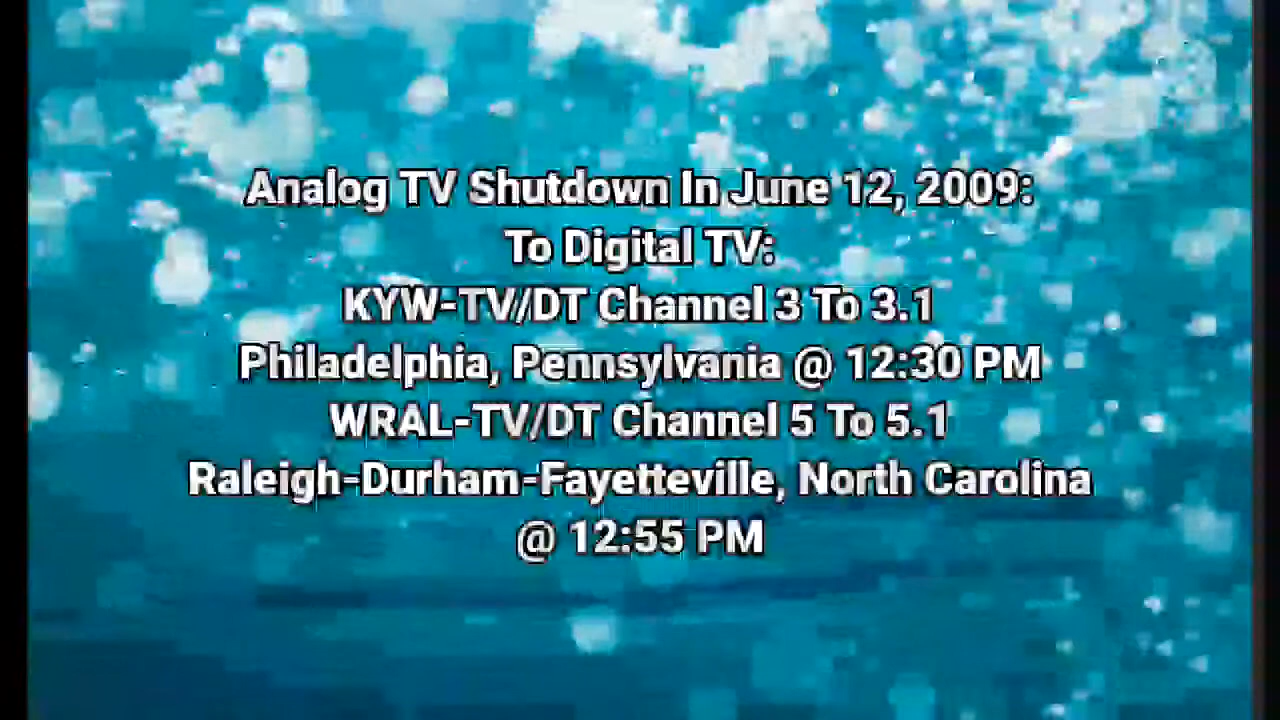 Analog TV Shutdown In June 12, 2009:
To Digital TV:
KYW-TV/DT Channel 3 To 3.1
Philadelphia, Pennsylvania @ 12:30 PM
WRAL-TV/DT Channel 5 To 5.1
Raleigh-Durham-Fayetteville, North Carolina
@ 12:55 PM